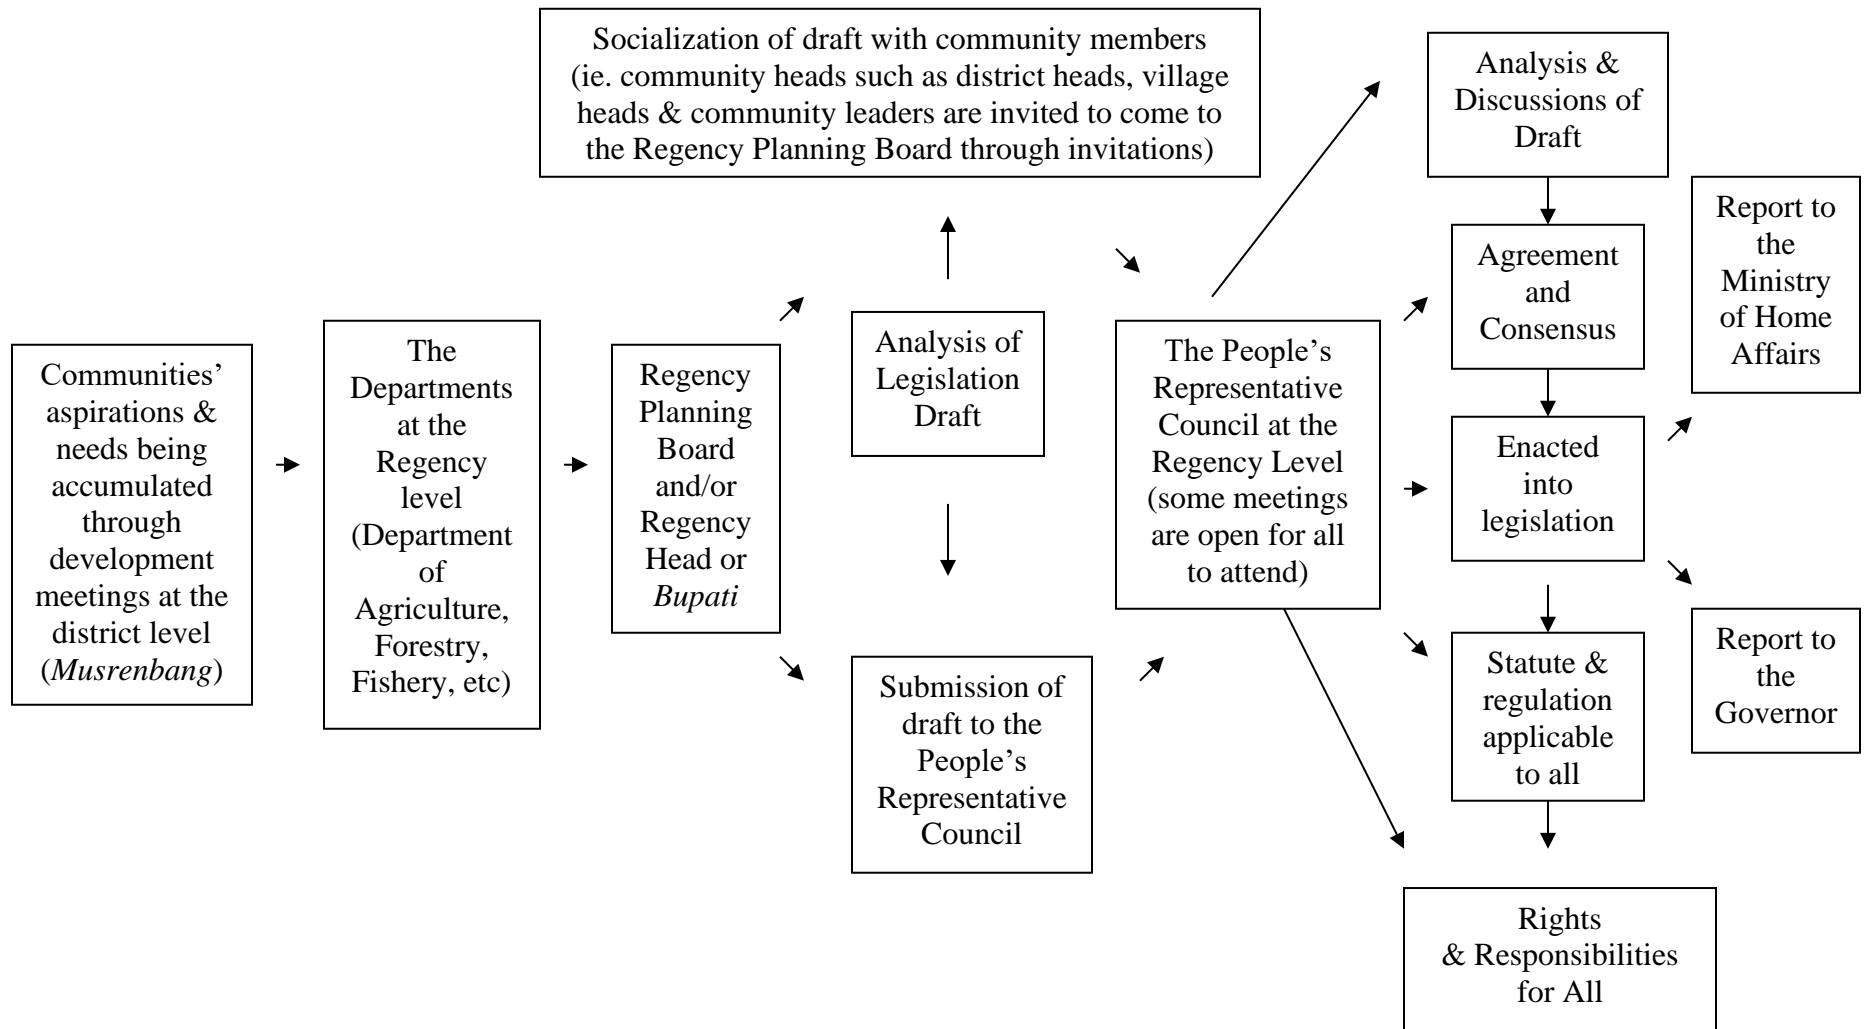 Socialization of draft with community members
(ie. community heads such as district heads, village
heads & community leaders are invited to come to
the Regency Planning Board through invitations)
Communities’
aspirations &
needs being
accumulated
through
development
meetings at the
district level
(Musrenbang)
The
Departments
at the
Regency
level
(Department
of
Agriculture,
Forestry,
Fishery, etc)
Regency
Planning
Board
and/or
Regency
Head or
Bupati
Analysis of
Legislation
Draft
Submission of
draft to the
People’s
Representative
Council
The People’s
Representative
Council at the
Regency Level
(some meetings
are open for all
to attend)
Analysis &
Discussions of
Draft
Agreement
and
Consensus
Enacted
into
legislation
Statute &
regulation
applicable
to all
Rights
& Responsibilities
for All
Report to
the
Ministry
of Home
Affairs
Report to
the
Governor